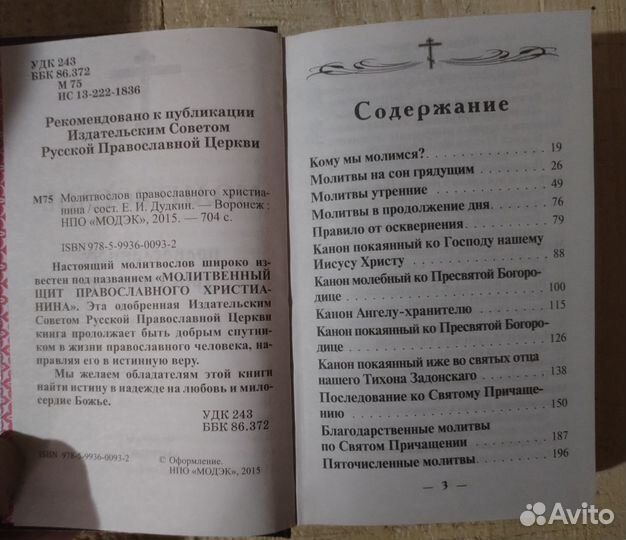 УДК 243
ББК 86.372
М 75
ИС 13-222-1836
Рекомендовано к публикации
Издательским Советом
Русской Православной Церкви
М75 Молитвослов православного христиа-
нина / сост. Е. И. Дудкин. — Воронеж :
НПО «МОДЭК», 2015. — 704 с.
ISBN 978-5-9936-0093-2
Настоящий молитвослов широко из-
вестен под названием «МОЛИТВЕННЫЙ
ЩИТ ПРАВОСЛАВНОГО ХРИСТИА-
НИНА». Эта одобренная Издательским
Советом Русской Православной Церкви
книга продолжает быть добрым спутни-
ком в жизни православного человека, на-
правляя его в истинную веру.
Мы желаем обладателям этой книги
найти истину в надежде на любовь и мило-
сердие Божье.
УДК 243
ББК 86.372
ISBN 978-5-9936-0093-2
© Оформление.
НПО «МОДЭК», 2015
Содержание
Кому мы молимся? 19
Молитвы на сон грядущим 26
Молитвы утренние 49
Молитвы в продолжение дня 76
Правило от осквернения 79
Канон покаянный ко Господу нашему
Иисусу Христу 88
Канон молебный ко Пресвятой Богоро-
дице 100
Канон Ангелу-хранителю 115
Канон покаянный ко Пресвятой Богоро-
дице 126
Канон покаянный иже во святых отца
нашего Тихона Задонскаго 138
Последование ко Святому Причаще-
нию 150
Благодарственные молитвы
по Святом Причащении 187
Пяточисленные молитвы 196
— 3 —
Avito